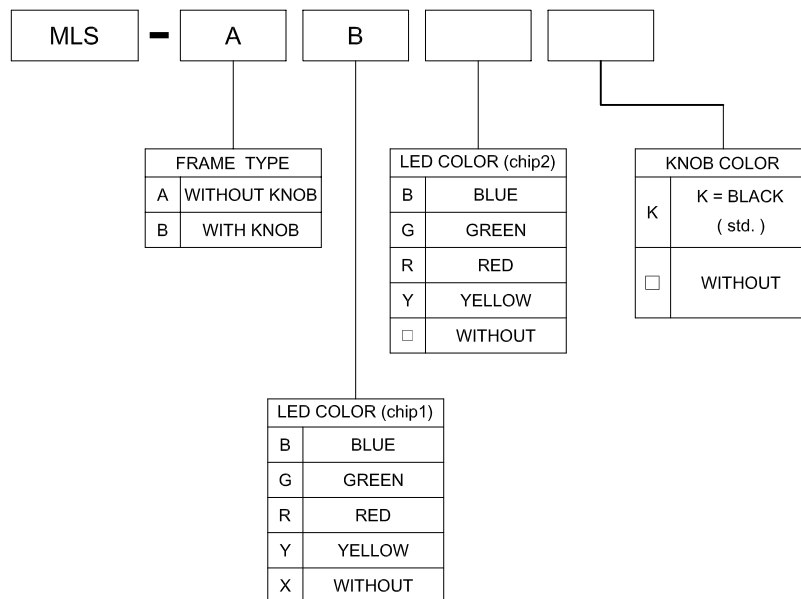 MLS - A B
FRAME TYPE
A WITHOUT KNOB
B WITH KNOB
LED COLOR (chip2)
B BLUE
G GREEN
R RED
Y YELLOW
□ WITHOUT
KNOB COLOR
K K = BLACK
( std. )
□ WITHOUT
LED COLOR (chip1)
B BLUE
G GREEN
R RED
Y YELLOW
X WITHOUT